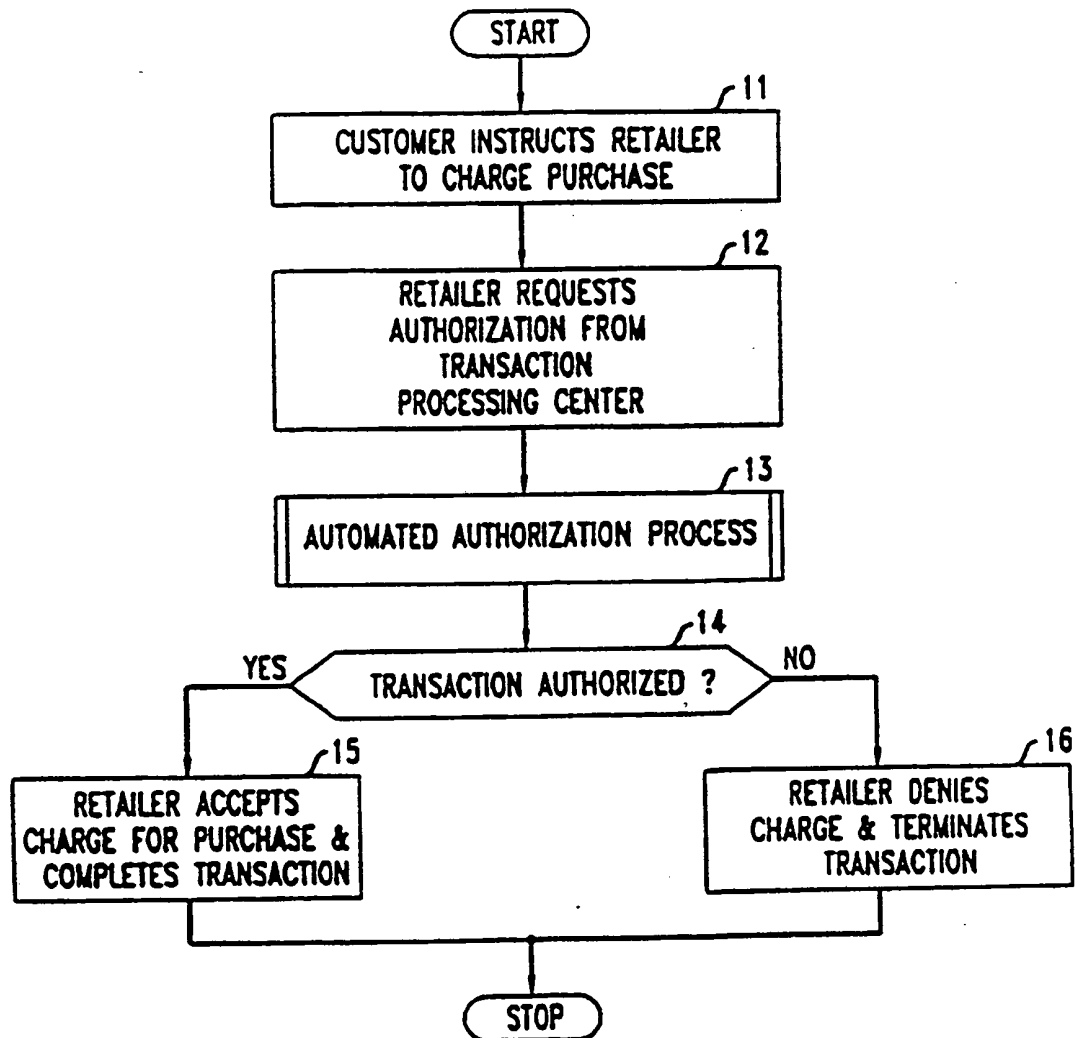 START
11
CUSTOMER INSTRUCTS RETAILER
TO CHARGE PURCHASE
12
RETAILER REQUESTS
AUTHORIZATION FROM
TRANSACTION
PROCESSING CENTER
13
AUTOMATED AUTHORIZATION PROCESS
14
YES
TRANSACTION AUTHORIZED ?
NO
15
RETAILER ACCEPTS
CHARGE FOR PURCHASE &
COMPLETES TRANSACTION
16
RETAILER DENIES
CHARGE & TERMINATES
TRANSACTION
STOP